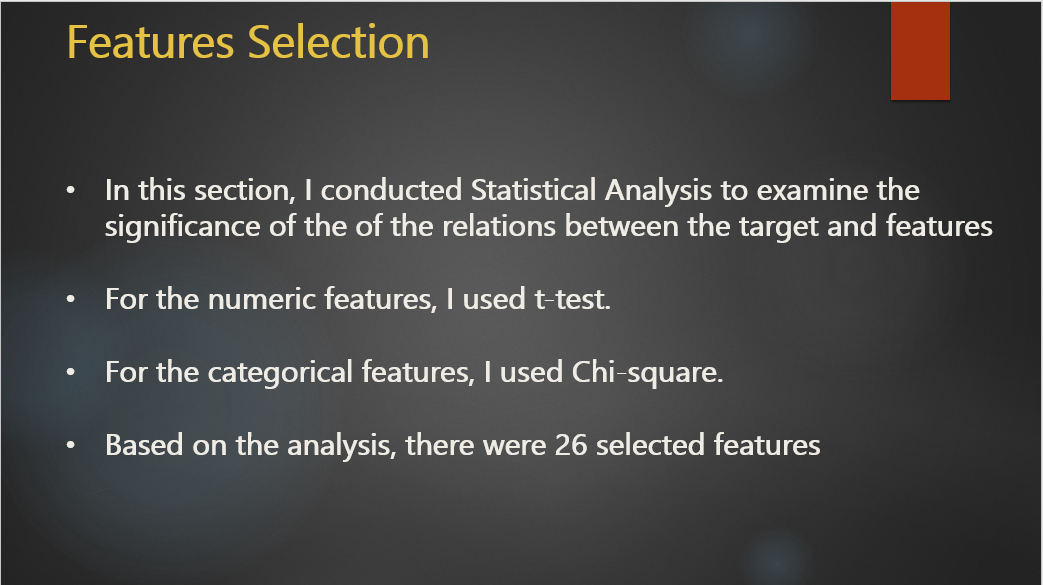 Features Selection
• In this section, I conducted Statistical Analysis to examine the
significance of the of the relations between the target and features
• For the numeric features, I used t-test.
• For the categorical features, I used Chi-square.
• Based on the analysis, there were 26 selected features